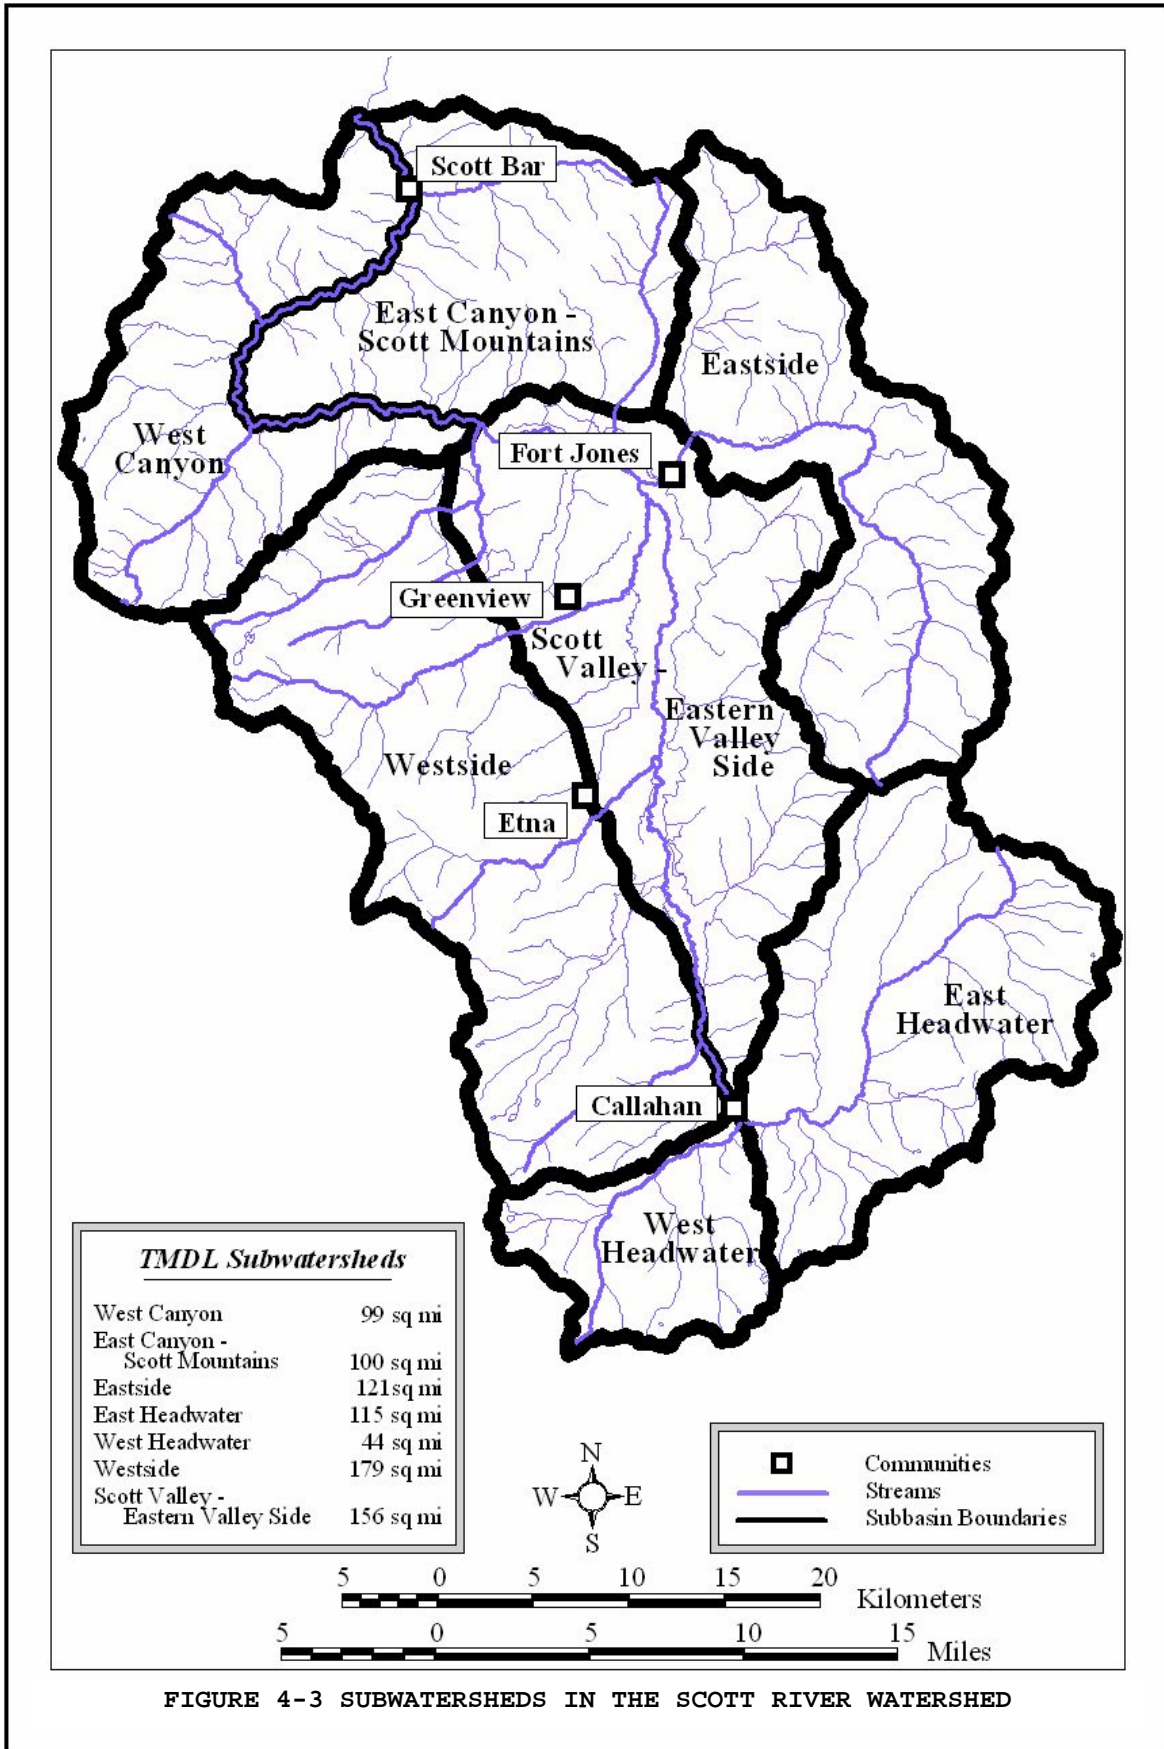 Scott Bar
East Canyon -
Scott Mountains
Eastside
West
Canyon
Fort Jones
Greenview
Scott
Valley -
Eastern
Valley
Side
Westside
Etna
East
Headwater
Callahan
West
Headwater
TMDL Subwatersheds
West Canyon 99 sq mi
East Canyon -
Scott Mountains 100 sq mi
Eastside 121 sq mi
East Headwater 115 sq mi
West Headwater 44 sq mi
Westside 179 sq mi
Scott Valley -
Eastern Valley Side 156 sq mi
N
W E
S
Communities
Streams
Subbasin Boundaries
5 0 5 10 15 20
Kilometers
5 0 5 10 15
Miles
FIGURE 4-3 SUBWATERSHEDS IN THE SCOTT RIVER WATERSHED